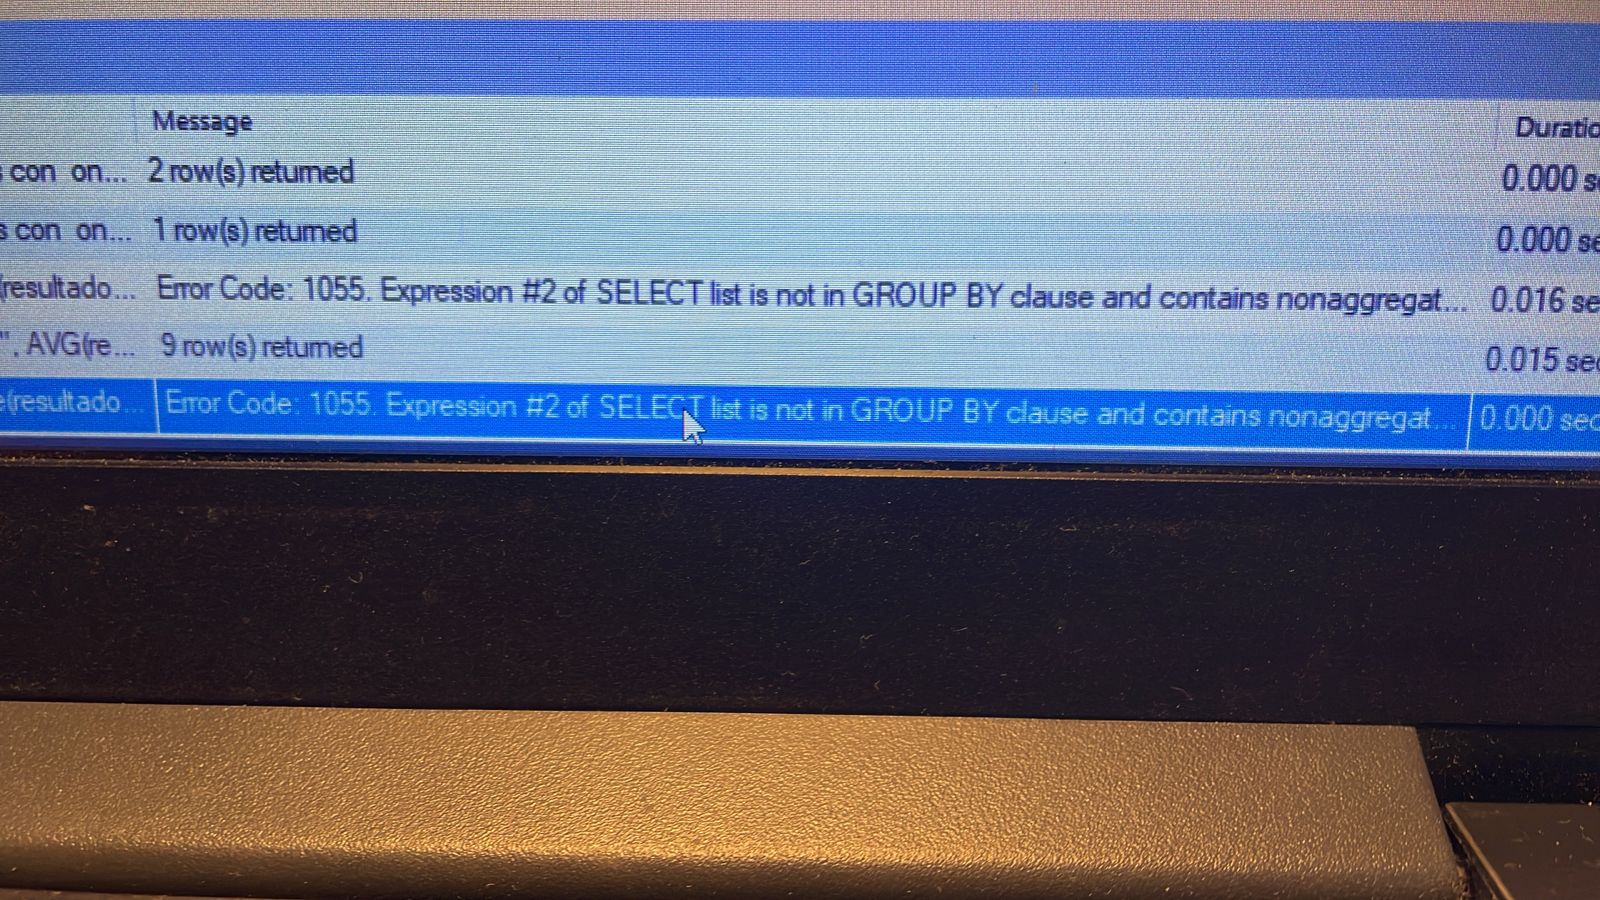 Message Duratio
con on... 2 row(s) returned 0.000 s
s con on... 1 row(s) returned 0.000 se
(resultado... Error Code: 1055. Expression #2 of SELECT list is not in GROUP BY clause and contains nonaggregat... 0.016 se
", AVG(re... 9 row(s) returned 0.015 sec
e(resultado... Error Code: 1055. Expression #2 of SELECT list is not in GROUP BY clause and contains nonaggregat... 0.000 sec